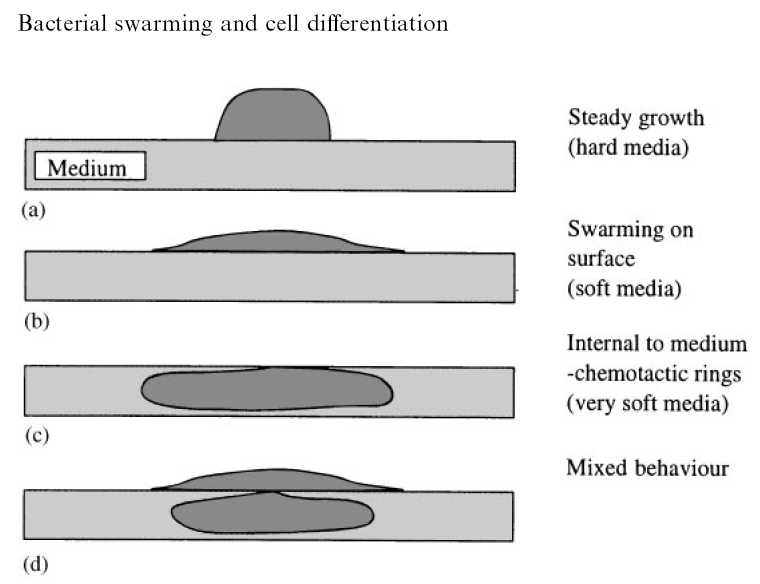 Bacterial swarming and cell differentiation
Steady growth
(hard media)
Medium
(a)
Swarming on
surface
(soft media)
(b)
Internal to medium
-chemotactic rings
(very soft media)
(c)
Mixed behaviour
(d)